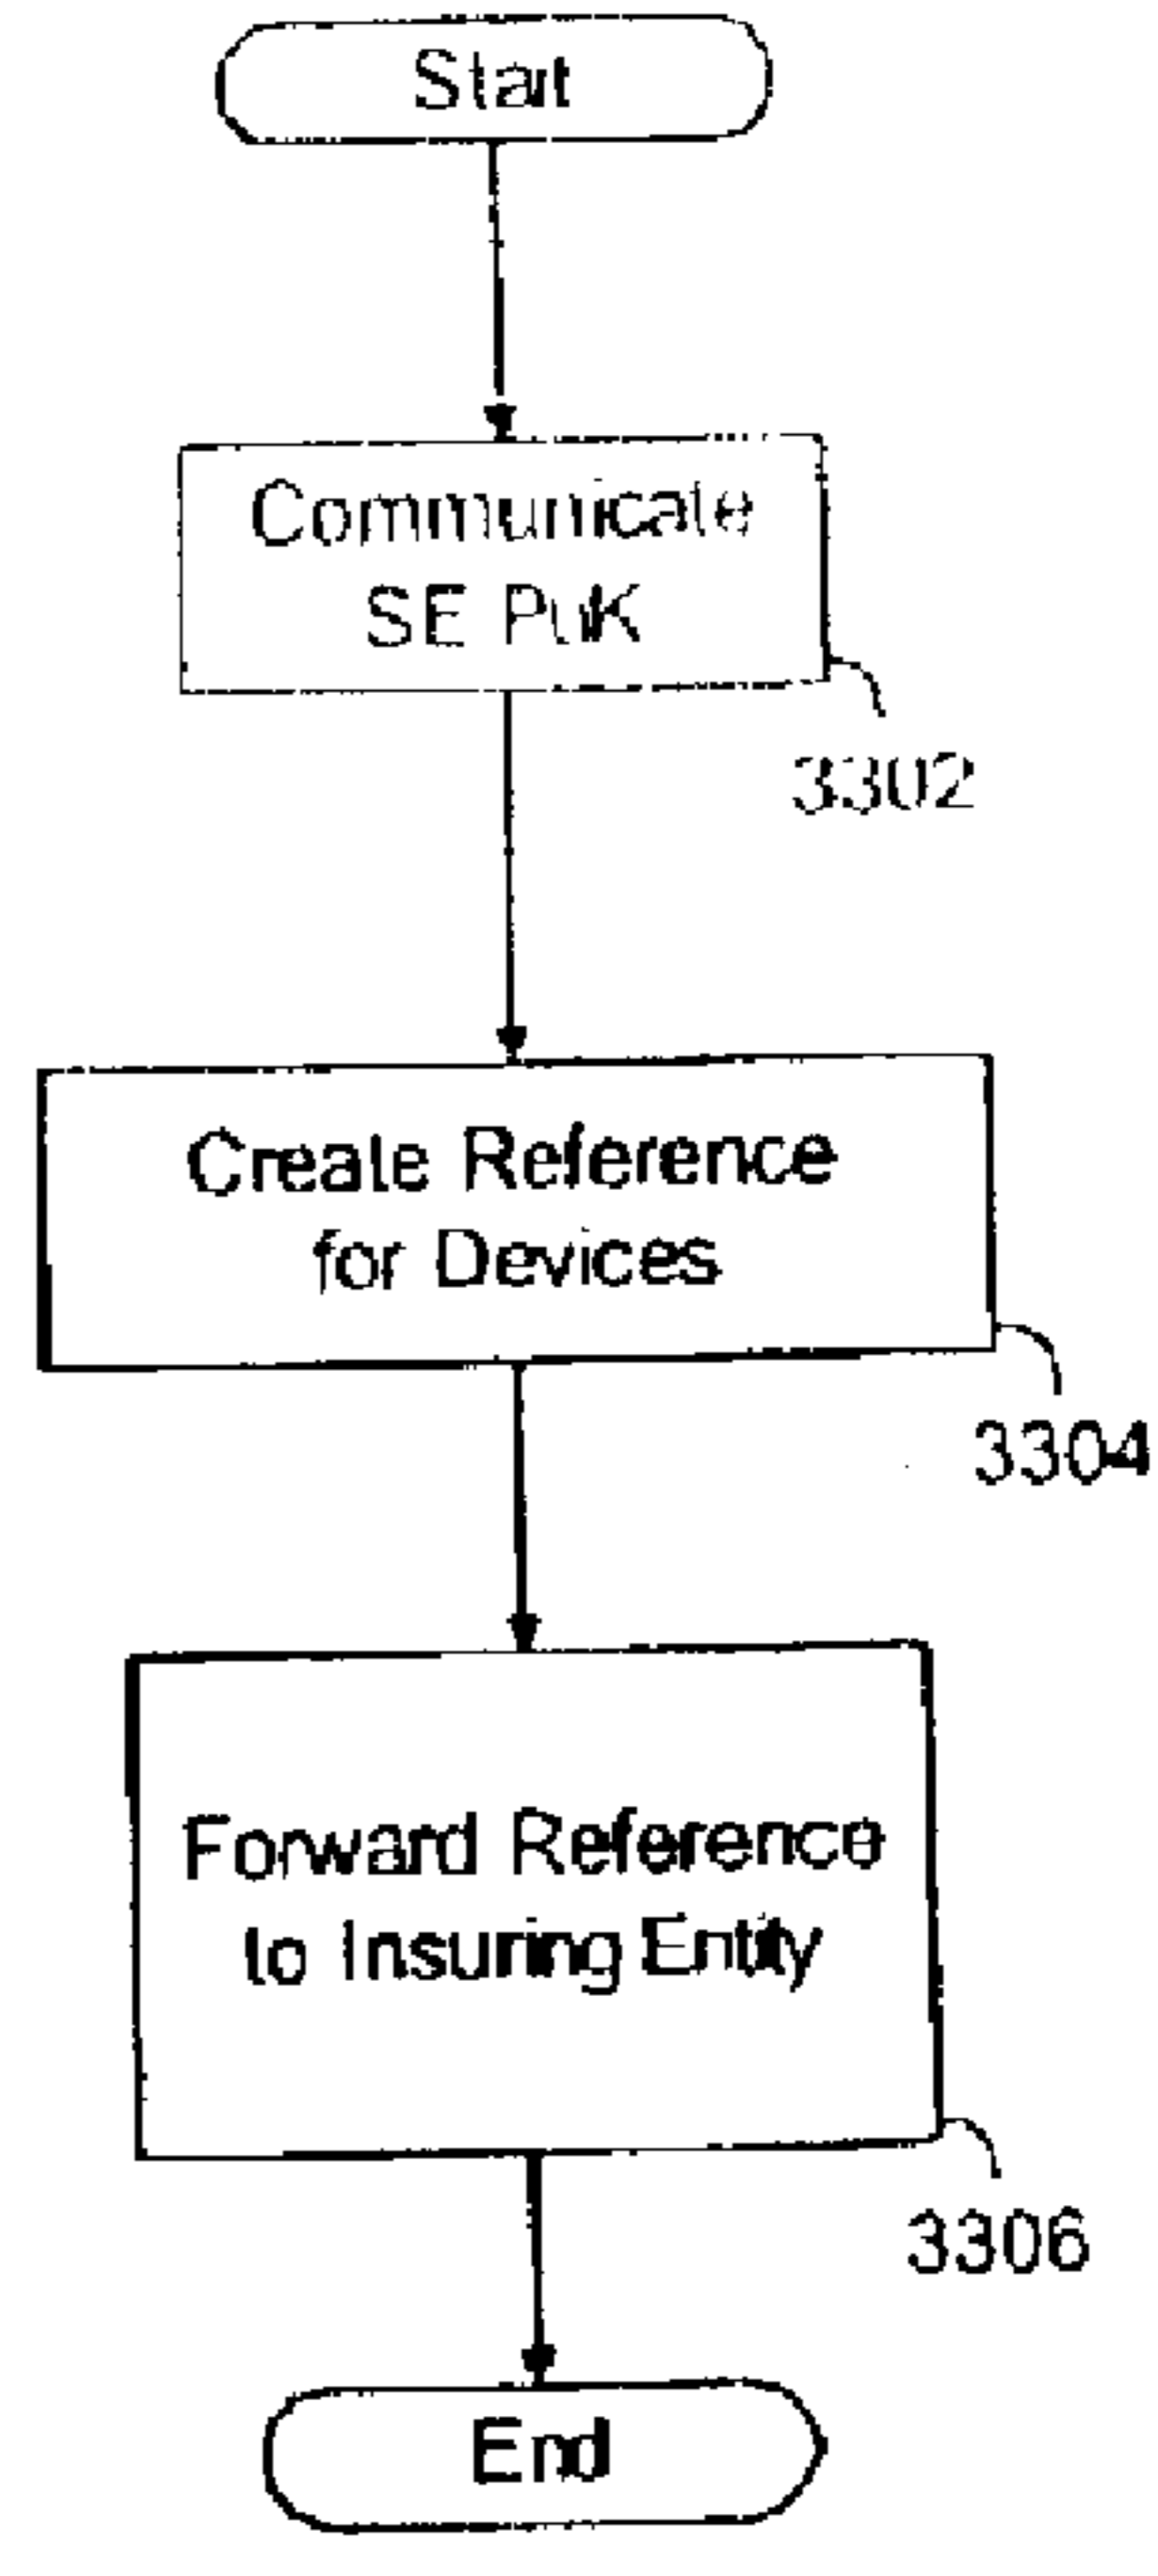 Start
Communicate
SE PuK
3302
Create Reference
for Devices
3304
Forward Reference
to Insuring Entity
3306
End